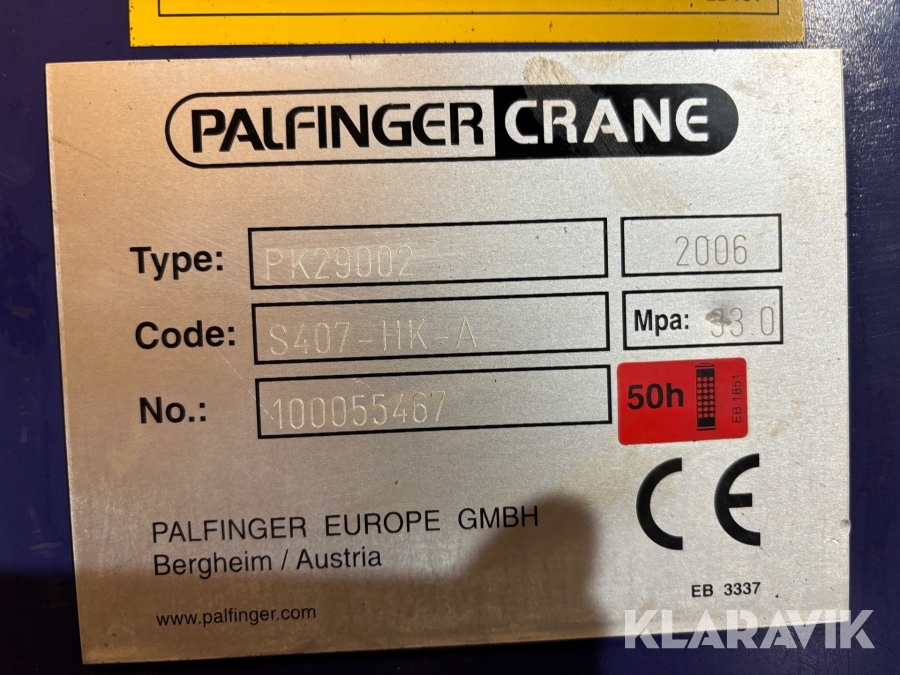 PALFINGER CRANE
Type: PK29002 2006
Code: S407-HK-A Mpa: 33 0
No.: 100055467
50h EB 1851
PALFINGER EUROPE GMBH
Bergheim / Austria
www.palfinger.com
EB 3337
CE
KLARAVIK